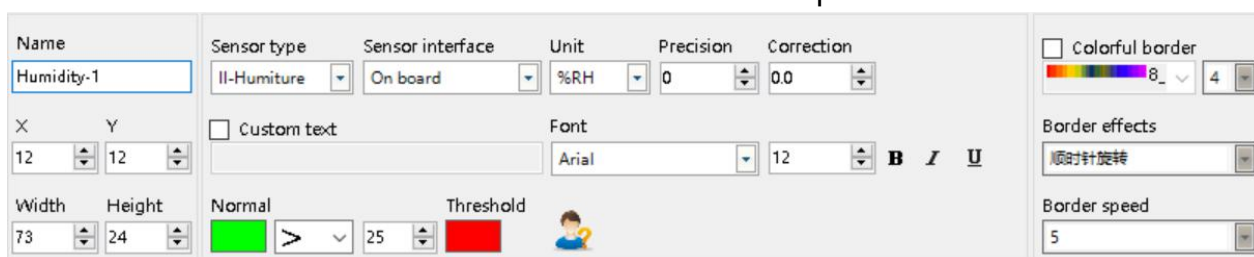 Name
Sensor type Sensor interface Unit Precision Correction
Colorful border
Humidity-1
II-Humiture On board %RH 0 0.0
8_ 4
X Y
Custom text
Font
Border effects
12 12
Arial 12 B I U
顺时针旋转
Width Height
Normal Threshold
Border speed
73 24
> 25
5